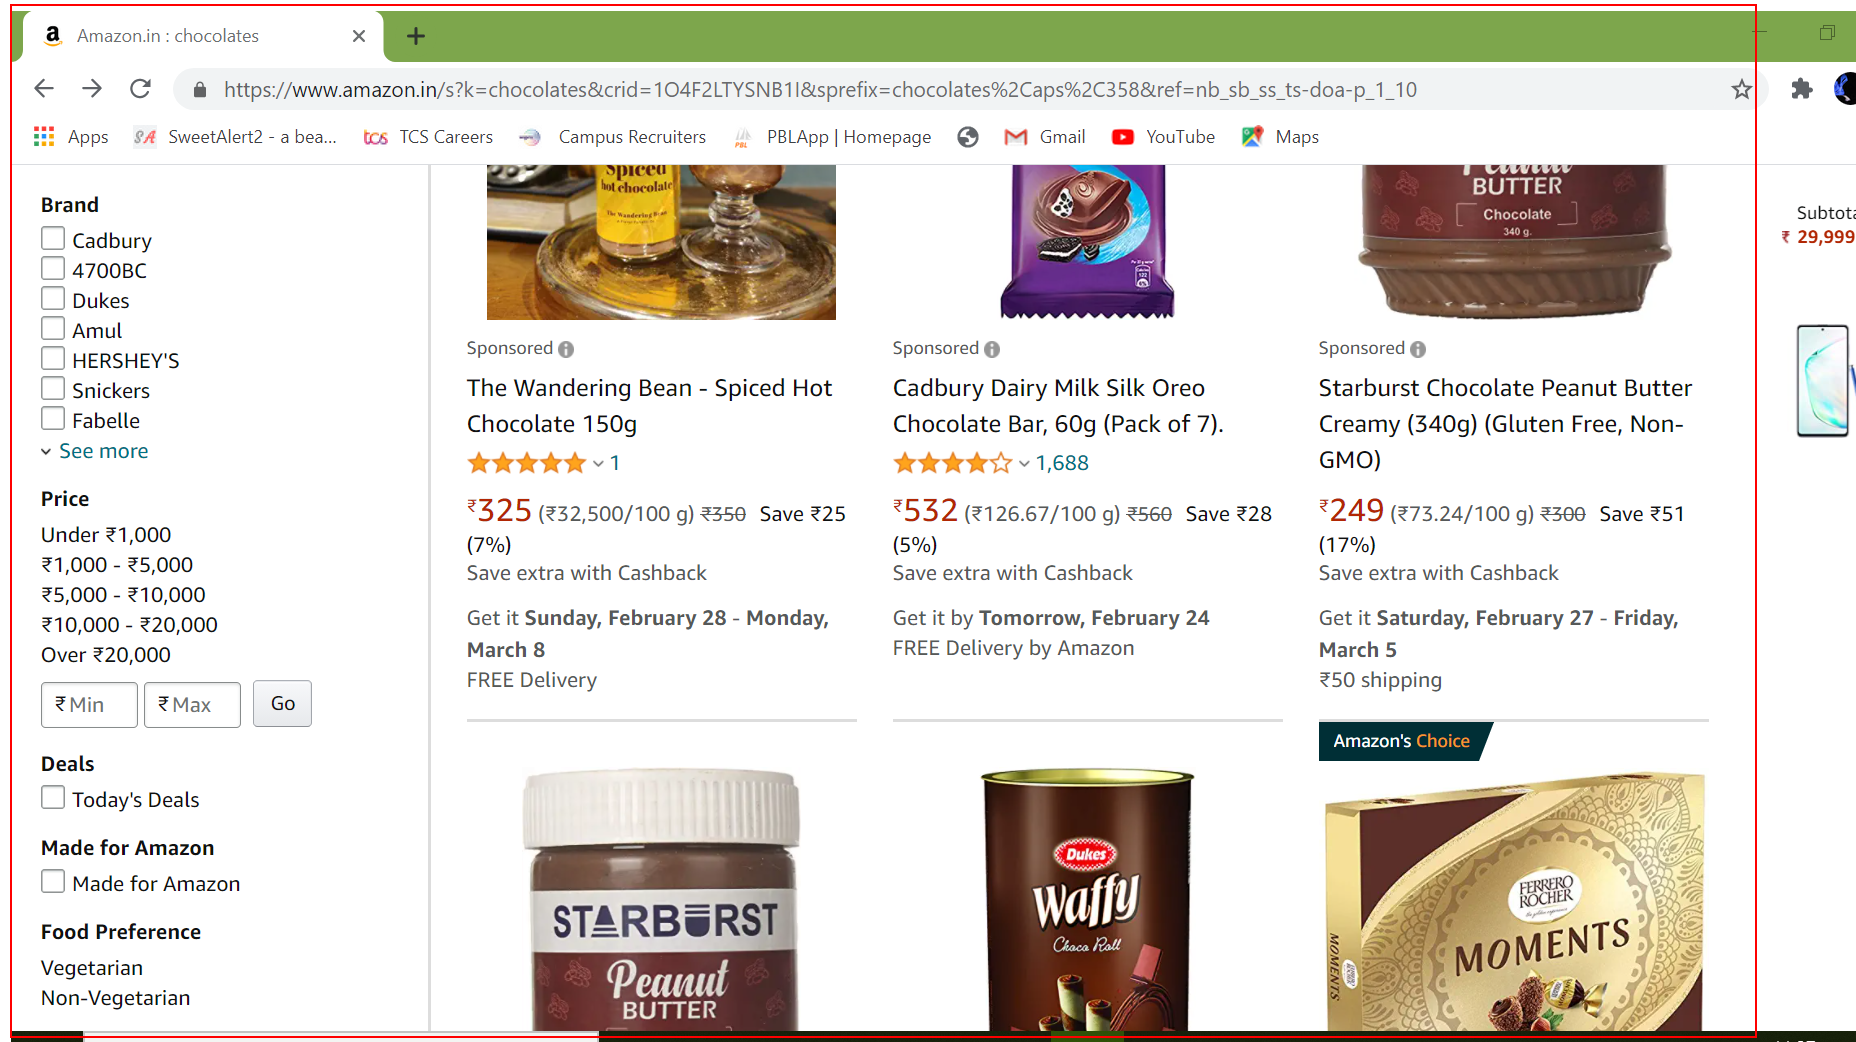 Amazon.in : chocolates
https://www.amazon.in/s?k=chocolates&crid=1O4F2LTYSNB1I&sprefix=chocolates%2Caps%2C358&ref=nb_sb_ss_ts-doa-p_1_10
Apps SA SweetAlert2 - a bea... tcs TCS Careers Campus Recruiters PBL PBLApp | Homepage Gmail YouTube Maps
Brand
Cadbury
4700BC
Dukes
Amul
HERSHEY'S
Snickers
Fabelle
See more
Price
Under ₹1,000
₹1,000 - ₹5,000
₹5,000 - ₹10,000
₹10,000 - ₹20,000
Over ₹20,000
₹ Min ₹ Max Go
Deals
Today's Deals
Made for Amazon
Made for Amazon
Food Preference
Vegetarian
Non-Vegetarian
Spiced
hot chocolate
The Wandering Bean
Sponsored
The Wandering Bean - Spiced Hot
Chocolate 150g
1
₹325 (₹32,500/100 g) ₹350 Save ₹25
(7%)
Save extra with Cashback
Get it Sunday, February 28 - Monday,
March 8
FREE Delivery
Sponsored
Cadbury Dairy Milk Silk Oreo
Chocolate Bar, 60g (Pack of 7).
1,688
₹532 (₹126.67/100 g) ₹560 Save ₹28
(5%)
Save extra with Cashback
Get it by Tomorrow, February 24
FREE Delivery by Amazon
Peanut
BUTTER
Chocolate
340 g.
Sponsored
Starburst Chocolate Peanut Butter
Creamy (340g) (Gluten Free, Non-
GMO)
₹249 (₹73.24/100 g) ₹300 Save ₹51
(17%)
Save extra with Cashback
Get it Saturday, February 27 - Friday,
March 5
₹50 shipping
STARBURST
Peanut
BUTTER
Dukes
Waffy
Choco Roll
Amazon's Choice
FERRERO
ROCHER
MOMENTS
MOMENTS
FERRERO
ROCHER
Subtota
₹ 29,999